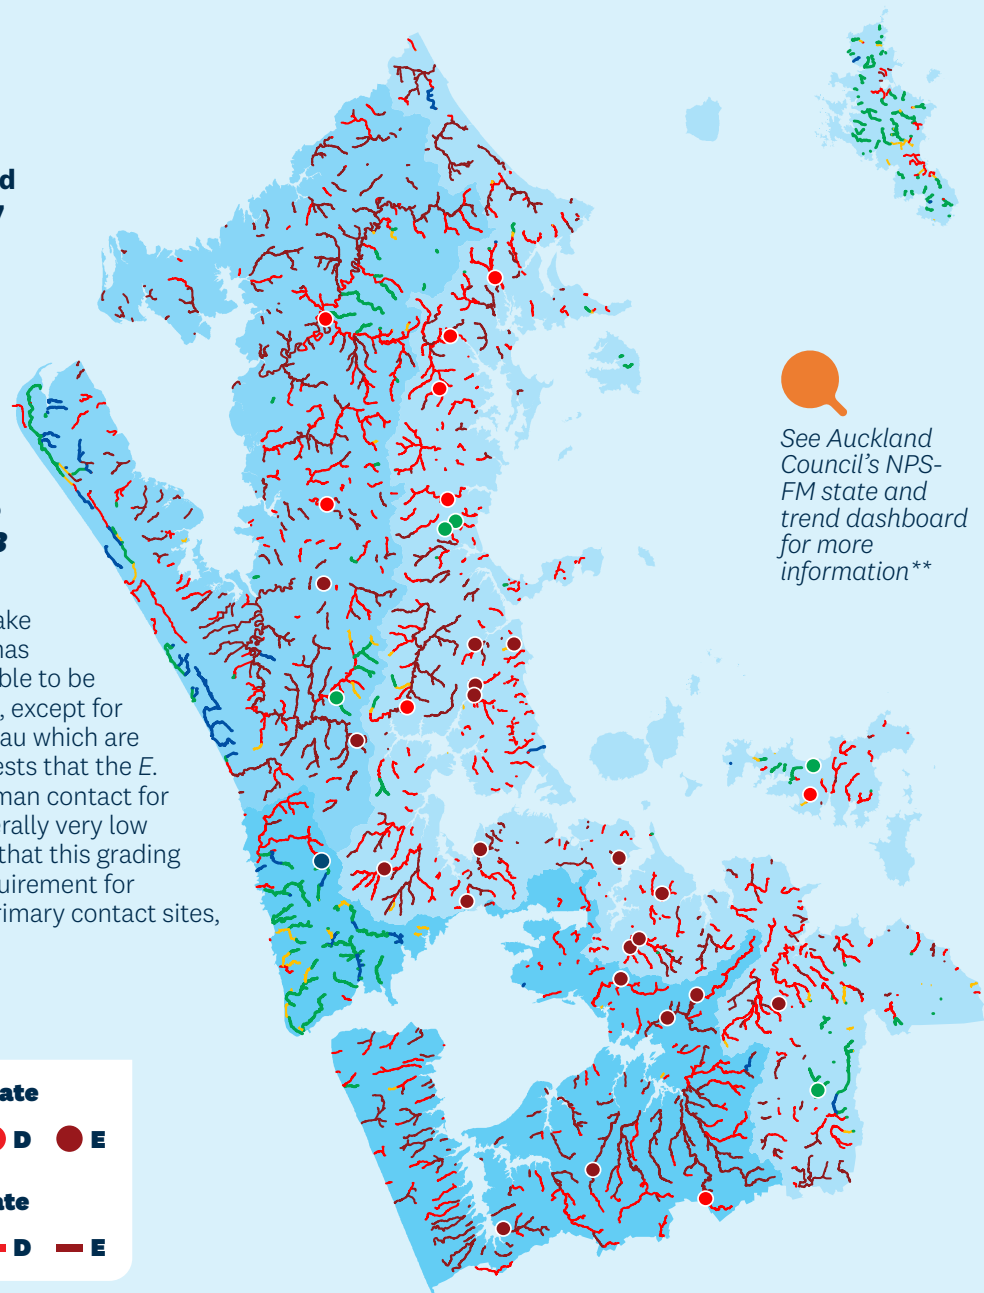 d
ake
has
ble to be
, except for
au which are
ests that the E.
man contact for
erally very low
that this grading
uirement for
rimary contact sites,
See Auckland
Council's NPS-
FM state and
trend dashboard
for more
information**
ate
D E
ate
D E